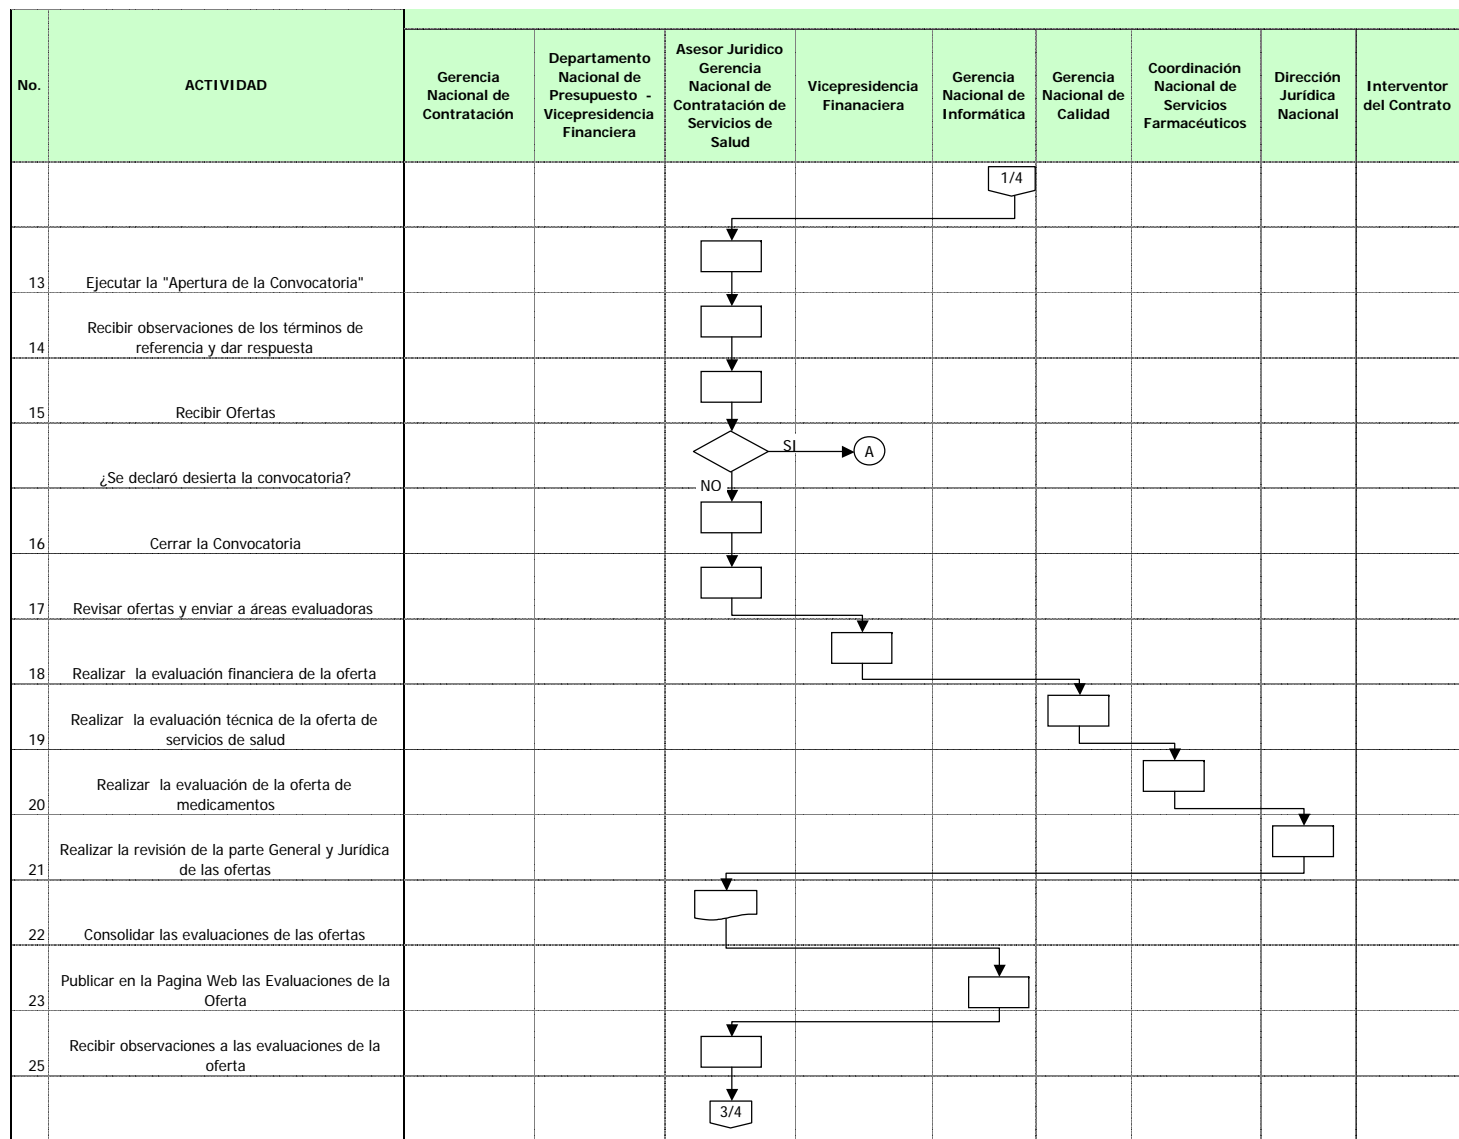 No.
ACTIVIDAD
Gerencia
Nacional de
Contratación
Departamento
Nacional de
Presupuesto -
Vicepresidencia
Financiera
Asesor Juridico
Gerencia
Nacional de
Contratación de
Servicios de
Salud
Vicepresidencia
Finanaciera
Gerencia
Nacional de
Informática
Gerencia
Nacional de
Calidad
Coordinación
Nacional de
Servicios
Farmacéuticos
Dirección
Jurídica
Nacional
Interventor
del Contrato
1/4
13 Ejecutar la "Apertura de la Convocatoria"
Recibir observaciones de los términos de
14 referencia y dar respuesta
15 Recibir Ofertas
SI
A
¿Se declaró desierta la convocatoria?
NO
16 Cerrar la Convocatoria
17 Revisar ofertas y enviar a áreas evaluadoras
18 Realizar la evaluación financiera de la oferta
Realizar la evaluación técnica de la oferta de
19 servicios de salud
Realizar la evaluación de la oferta de
20 medicamentos
Realizar la revisión de la parte General y Jurídica
21 de las ofertas
22 Consolidar las evaluaciones de las ofertas
Publicar en la Pagina Web las Evaluaciones de la
23 Oferta
Recibir observaciones a las evaluaciones de la
25 oferta
3/4